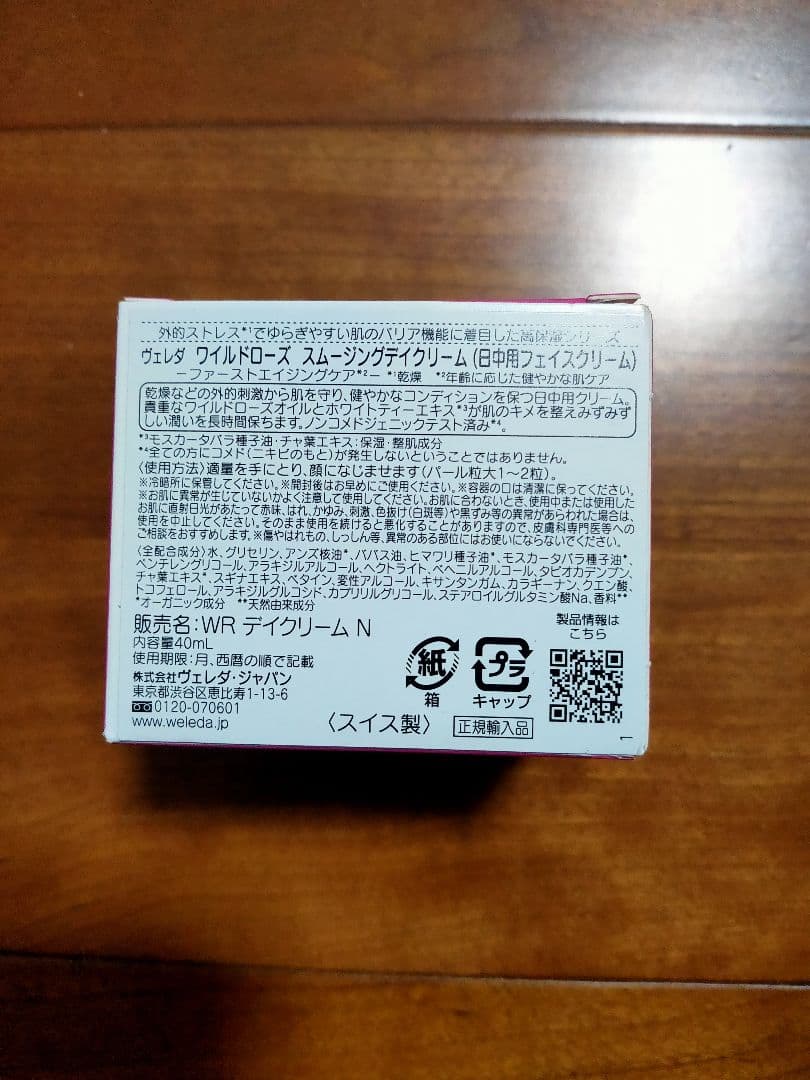 外的ストレス*¹でゆらぎやすい肌のバリア機能に着目した高保湿シリーズ
ヴェレダ ワイルドローズ スムージングデイクリーム(日中用フェイスクリーム)
-ファーストエイジングケア*²- *¹乾燥 *²年齢に応じた健やかな肌ケア
乾燥などの外的刺激から肌を守り、健やかなコンディションを保つ日中用クリーム。
貴重なワイルドローズオイルとホワイトティーエキス*³が肌のキメを整えみずみず
しい潤いを長時間保ちます。ノンコメドジェニックテスト済み*⁴。
*³モスカータバラ種子油・チャ葉エキス:保湿・整肌成分
*⁴全ての方にコメド(ニキビのもと)が発生しないということではありません。
〈使用方法〉適量を手にとり、顔になじませます(パール粒大1〜2粒)。
※冷暗所に保管してください。※開封後はお早めにご使用ください。※容器の口は清潔に保ってください。
※お肌に異常が生じていないかよく注意して使用してください。お肌に合わないとき、使用中または使用した
お肌に直射日光があたって赤味、はれ、かゆみ、刺激、色抜け(白斑等)や黒ずみ等の異常があらわれた場合は、
使用を中止してください。そのまま使用を続けると悪化することがありますので、皮膚科専門医等への
ご相談をおすすめします。※傷やはれもの、しっしん等、異常のある部位にはお使いにならないでください。
〈全配合成分〉水、グリセリン、アンズ核油*、ババス油、ヒマワリ種子油*、モスカータバラ種子油*、
ペンチレングリコール、アラキジルアルコール、ヘクトライト、ベヘニルアルコール、タピオカデンプン、
チャ葉エキス*、スギナエキス、ベタイン、変性アルコール、キサンタンガム、カラギーナン、クエン酸、
トコフェロール、アラキジルグルコシド、カプリリルグリコール、ステアロイルグルタミン酸Na、香料**
*オーガニック成分 **天然由来成分
販売名:WR デイクリーム N
内容量40mL
使用期限:月、西暦の順で記載
株式会社ヴェレダ・ジャパン
東京都渋谷区恵比寿1-13-6
0120-070601
www.weleda.jp
〈スイス製〉
正規輸入品
紙
箱
プラ
キャップ
製品情報は
こちら
1